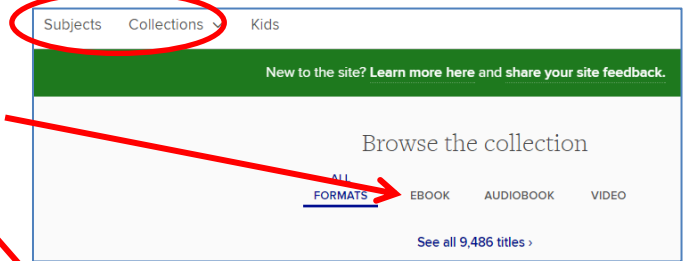 Subjects Collections Kids
New to the site? Learn more here and share your site feedback.
Browse the collection
ALL
FORMATS EBOOK AUDIOBOOK VIDEO
See all 9,486 titles ›